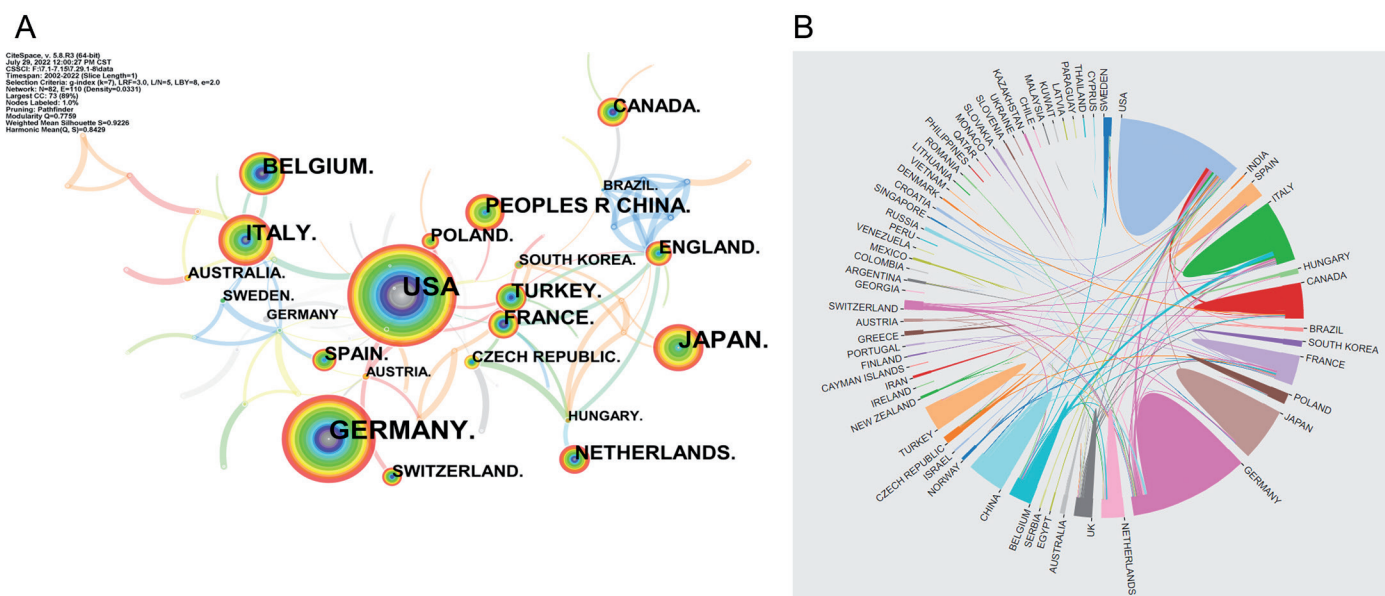 A
CiteSpace, v. 5.8.R3 (64-bit)
July 29, 2022 12:00:27 PM CST
CSSCI: F:\7.1-7.15\7.29.1-8\data
Timespan: 2002-2022 (Slice Length=1)
Selection Criteria: g-index (k=7), LRF=3.0, L/N=5, LBY=8, e=2.0
Network: N=82, E=110 (Density=0.0331)
Largest CC: 73 (89%)
Nodes Labeled: 1.0%
Pruning: Pathfinder
Modularity Q=0.7759
Weighted Mean Silhouette S=0.9226
Harmonic Mean(Q, S)=0.8429
CANADA.
BELGIUM.
BRAZIL.
PEOPLES R CHINA.
ITALY.
POLAND.
ENGLAND.
SOUTH KOREA.
AUSTRALIA.
USA
TURKEY.
SWEDEN.
GERMANY
FRANCE.
JAPAN.
SPAIN.
CZECH REPUBLIC.
AUSTRIA.
HUNGARY.
GERMANY.
NETHERLANDS.
SWITZERLAND.
B
USA
INDIA
SPAIN
ITALY
HUNGARY
CANADA
BRAZIL
SOUTH KOREA
FRANCE
POLAND
JAPAN
GERMANY
NETHERLANDS
UK
AUSTRALIA
EGYPT
SERBIA
BELGIUM
CHINA
NORWAY
ISRAEL
CZECH REPUBLIC
TURKEY
NEW ZEALAND
IRELAND
IRAN
CAYMAN ISLANDS
FINLAND
PORTUGAL
GREECE
AUSTRIA
SWITZERLAND
GEORGIA
ARGENTINA
COLOMBIA
MEXICO
VENEZUELA
PERU
RUSSIA
SINGAPORE
CROATIA
DENMARK
VIETNAM
LITHUANIA
ROMANIA
PHILIPPINES
QATAR
MONACO
SLOVAKIA
SLOVENIA
UKRAINE
KAZAKHSTAN
CHILE
MALAYSIA
KUWAIT
LATVIA
PARAGUAY
THAILAND
CYPRUS
SWEDEN